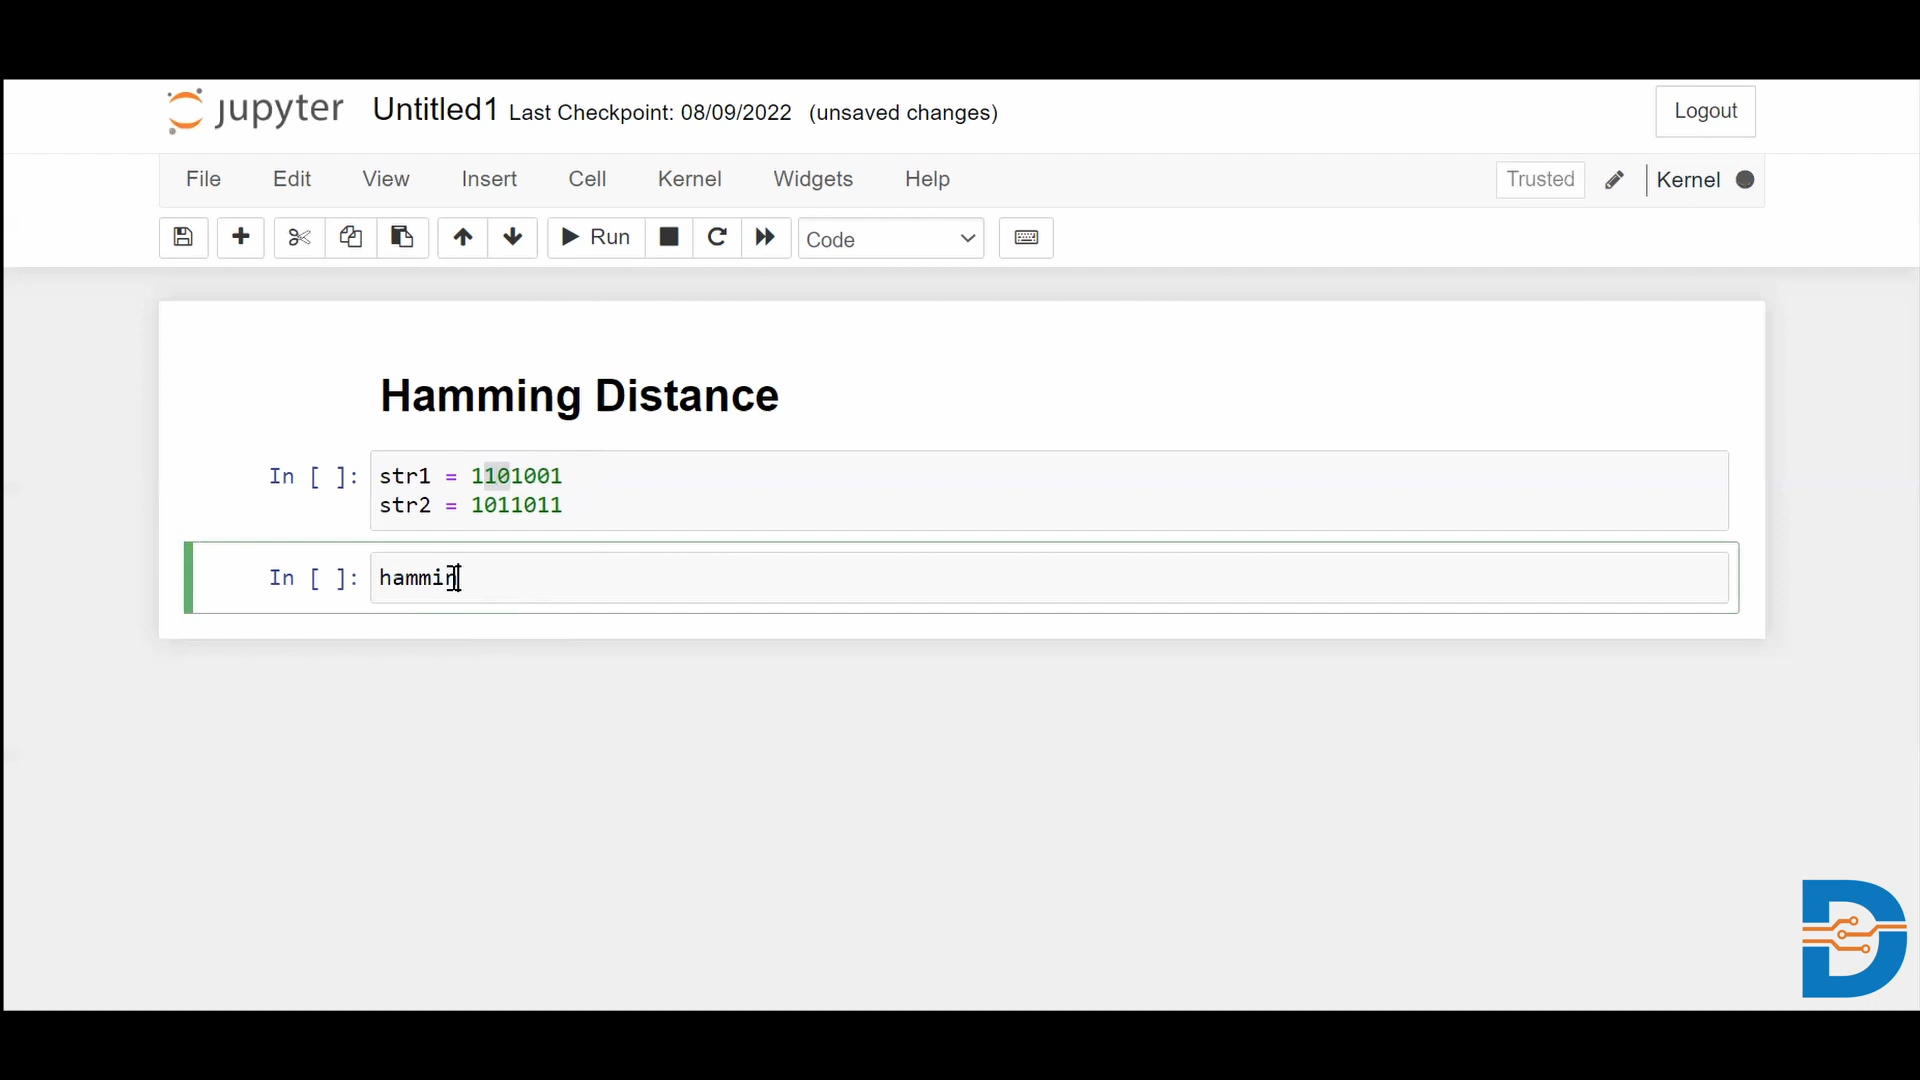 jupyter Untitled1 Last Checkpoint: 08/09/2022 (unsaved changes) Logout
File Edit View Insert Cell Kernel Widgets Help Trusted Kernel
Run Code
Hamming Distance
In [ ]: str1 = 1101001
str2 = 1011011
In [ ]: hammin